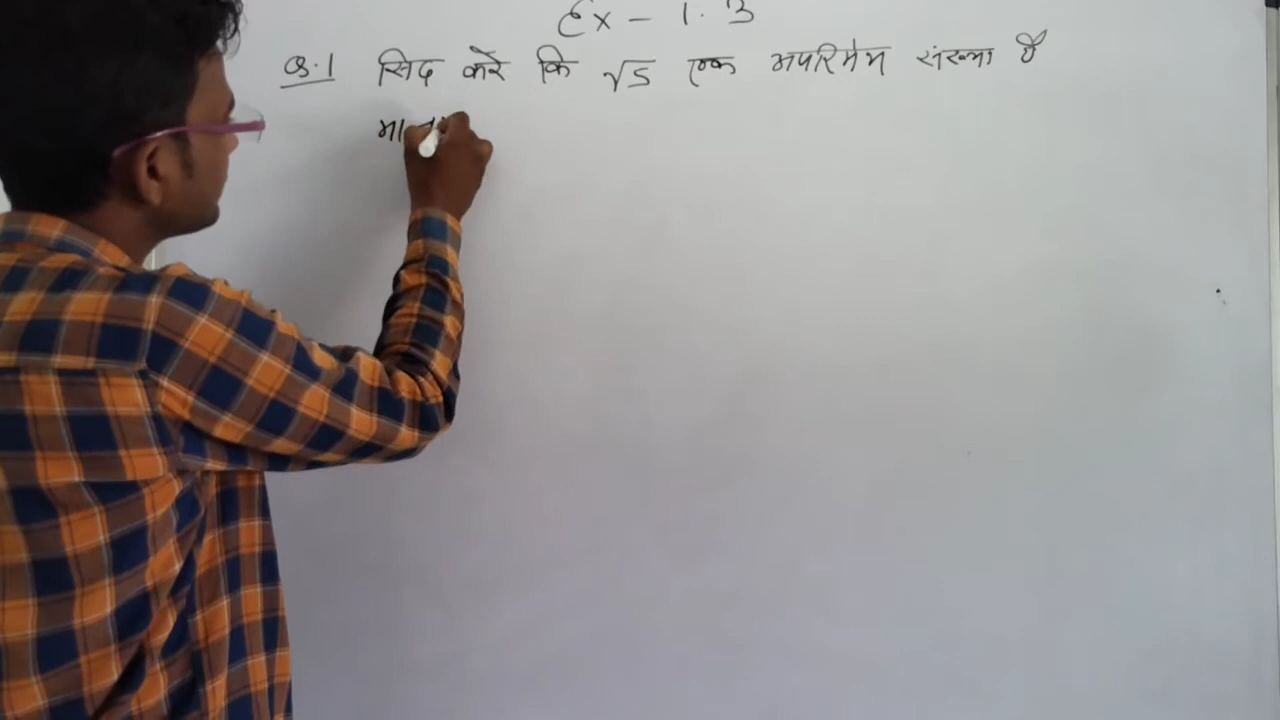 Ex - 1.3
Q.1 सिद करे कि √5 एक अपरिमेय संख्या है